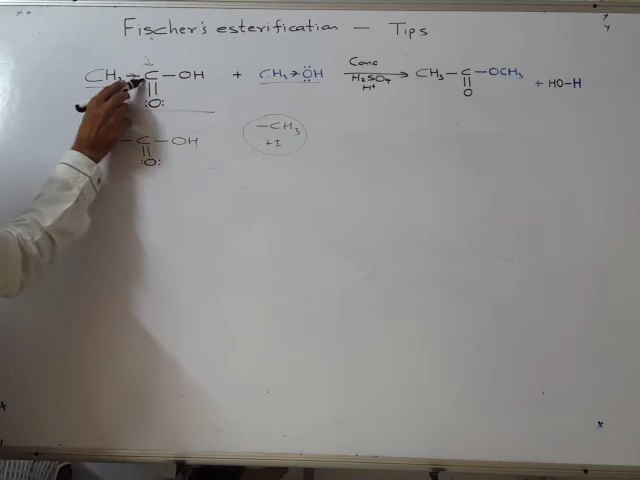 Fischer's esterification — Tips
CH3 → C — OH + CH3 → ÖH Conc H2SO4 H+ → CH3 — C — OCH3 + HO—H
:O: O
— C — OH —CH3
:O: +I